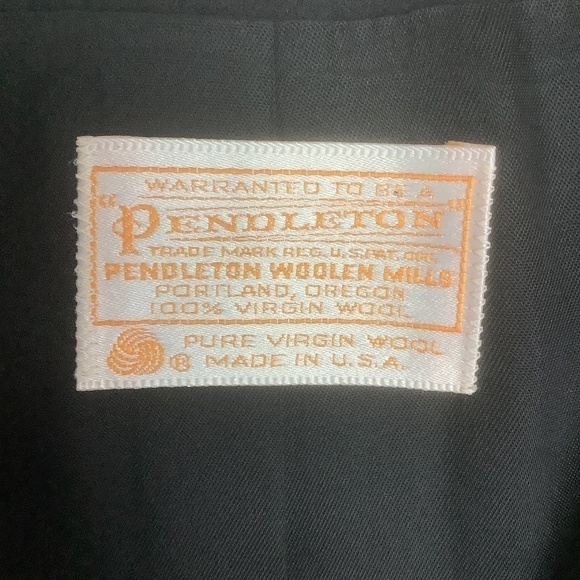 WARRANTED TO BE A
"PENDLETON"
TRADE MARK REG. U.S. PAT. OFF.
PENDLETON WOOLEN MILLS
PORTLAND, OREGON
100% VIRGIN WOOL
PURE VIRGIN WOOL
® MADE IN U.S.A.